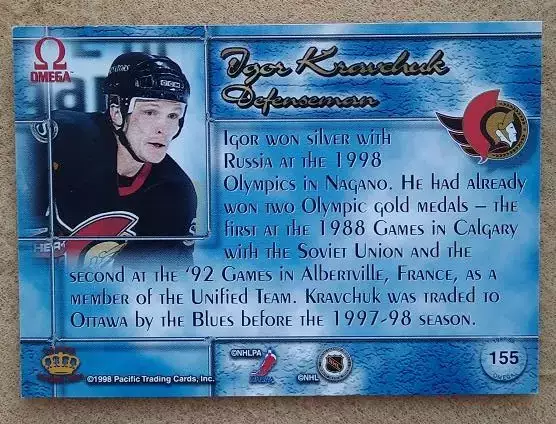 OMEGA
Igor Kravchuk
Defenseman
IGOR WON SILVER WITH
RUSSIA AT THE 1998
OLYMPICS IN NAGANO. HE HAD ALREADY
WON TWO OLYMPIC GOLD MEDALS – THE
FIRST AT THE 1988 GAMES IN CALGARY
WITH THE SOVIET UNION AND THE
SECOND AT THE '92 GAMES IN ALBERTVILLE, FRANCE, AS A
MEMBER OF THE UNIFIED TEAM. KRAVCHUK WAS TRADED TO
OTTAWA BY THE BLUES BEFORE THE 1997-98 SEASON.
©NHLPA
©NHL
©1998 Pacific Trading Cards, Inc.
155